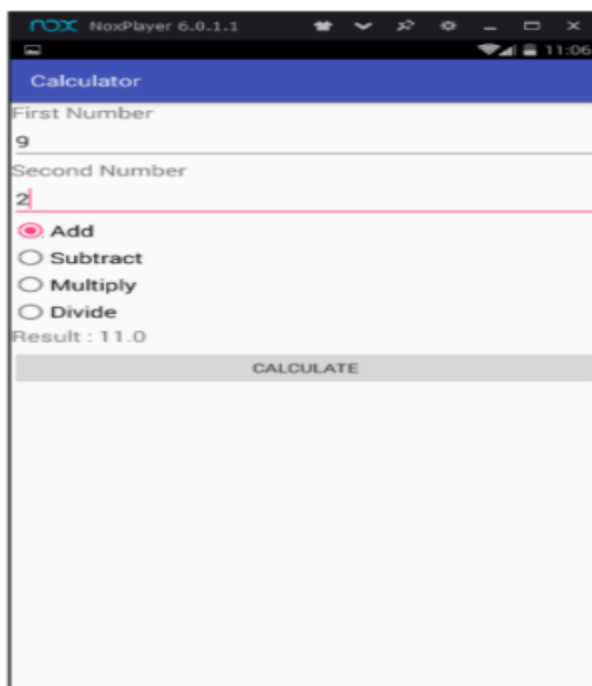 nox NoxPlayer 6.0.1.1
11:06
Calculator
First Number
9
Second Number
2
Add
Subtract
Multiply
Divide
Result : 11.0
CALCULATE